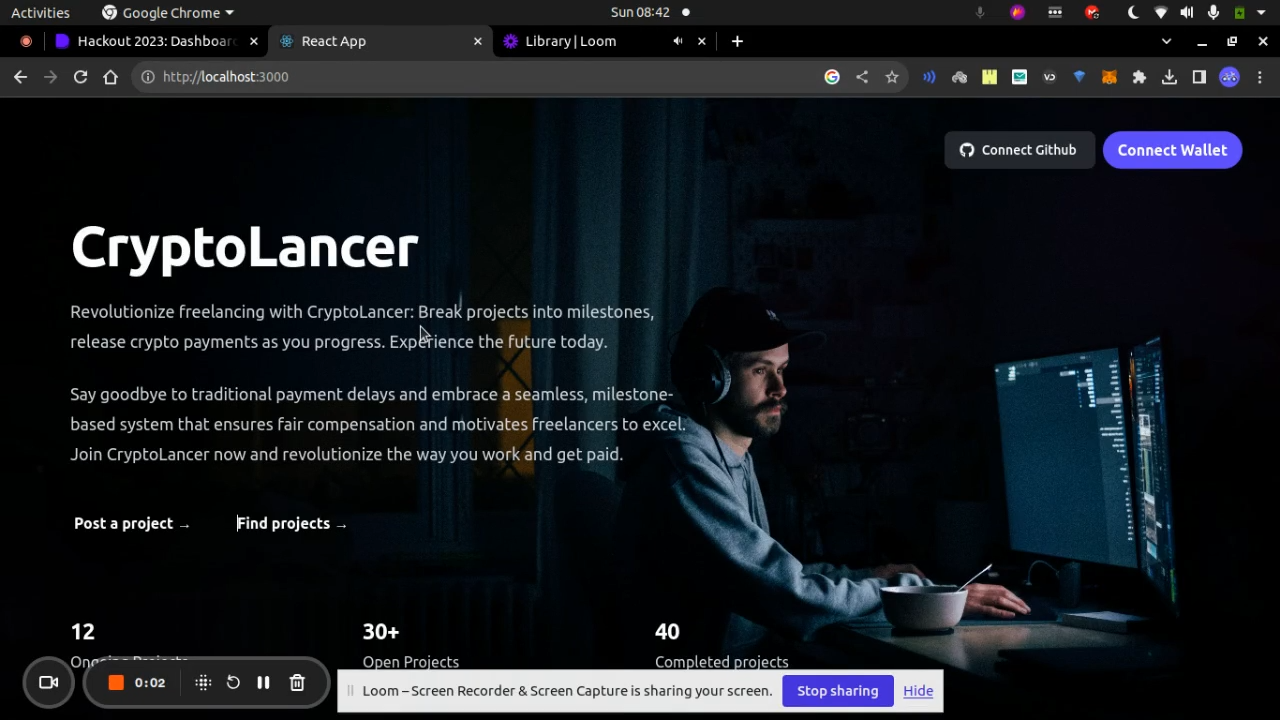 Activities
Google Chrome
Sun 08:42
Hackout 2023: Dashboar
React App
Library | Loom
http://localhost:3000
Connect Github
Connect Wallet
CryptoLancer
Revolutionize freelancing with CryptoLancer: Break projects into milestones,
release crypto payments as you progress. Experience the future today.
Say goodbye to traditional payment delays and embrace a seamless, milestone-
based system that ensures fair compensation and motivates freelancers to excel.
Join CryptoLancer now and revolutionize the way you work and get paid.
Post a project →
Find projects →
12
30+
40
Ongoing Projects
Open Projects
Completed projects
0:02
Loom – Screen Recorder & Screen Capture is sharing your screen.
Stop sharing
Hide